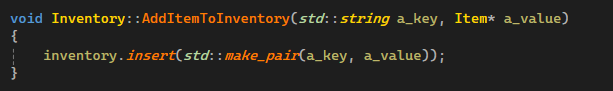 void Inventory::AddItemToInventory(std::string a_key, Item* a_value)
{
    inventory.insert(std::make_pair(a_key, a_value));
}